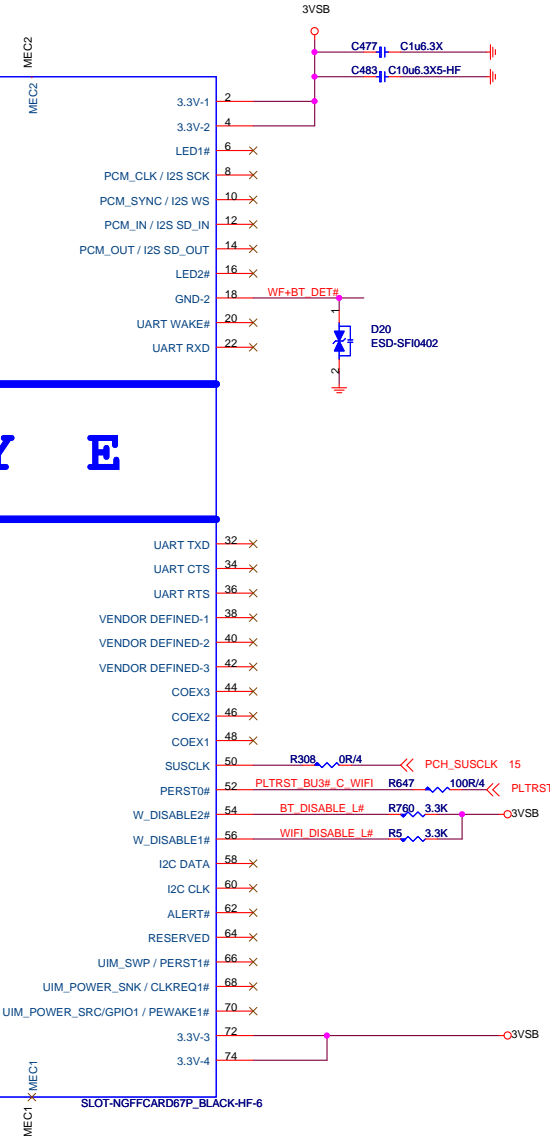 3VSB
MEC2
MEC2
C477 C1u6.3X
C483 C10u6.3X5-HF
3.3V-1 2
3.3V-2 4
LED1# 6
PCM_CLK / I2S SCK 8
PCM_SYNC / I2S WS 10
PCM_IN / I2S SD_IN 12
PCM_OUT / I2S SD_OUT 14
LED2# 16
GND-2 18 WF+BT_DET#
UART WAKE# 20
UART RXD 22
1
D20
ESD-SFI0402
2
Y E
UART TXD 32
UART CTS 34
UART RTS 36
VENDOR DEFINED-1 38
VENDOR DEFINED-2 40
VENDOR DEFINED-3 42
COEX3 44
COEX2 46
COEX1 48
SUSCLK 50 R308 0R/4 PCH_SUSCLK 15
PERST0# 52 PLTRST_BU3#_C_WIFI R647 100R/4 PLTRST
W_DISABLE2# 54 BT_DISABLE_L# R760 3.3K 3VSB
W_DISABLE1# 56 WIFI_DISABLE_L# R5 3.3K
I2C DATA 58
I2C CLK 60
ALERT# 62
RESERVED 64
UIM_SWP / PERST1# 66
UIM_POWER_SNK / CLKREQ1# 68
UIM_POWER_SRC/GPIO1 / PEWAKE1# 70
3.3V-3 72 3VSB
3.3V-4 74
MEC1
MEC1
SLOT-NGFFCARD67P_BLACK-HF-6